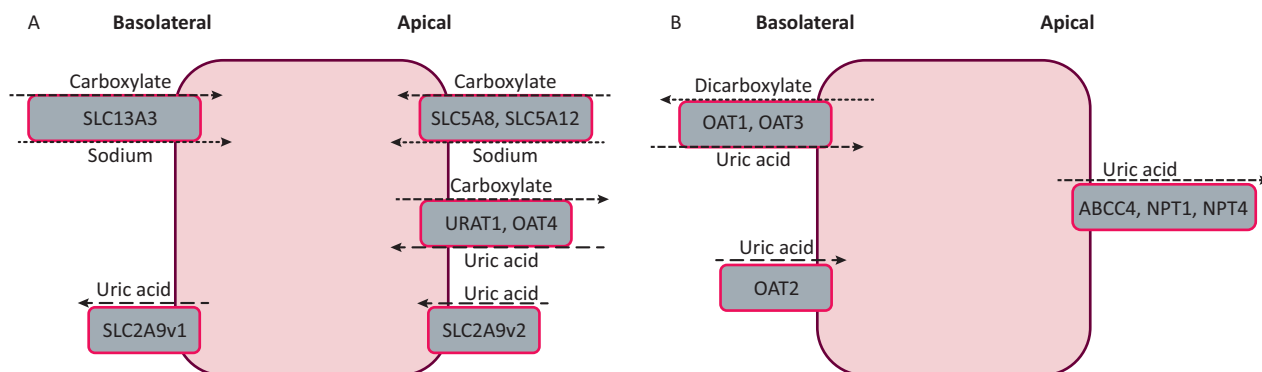 A Basolateral Apical
Carboxylate
SLC13A3
Sodium
Carboxylate
SLC5A8, SLC5A12
Sodium
Carboxylate
URAT1, OAT4
Uric acid
Uric acid
SLC2A9v1
Uric acid
SLC2A9v2
B Basolateral Apical
Dicarboxylate
OAT1, OAT3
Uric acid
Uric acid
ABCC4, NPT1, NPT4
Uric acid
OAT2